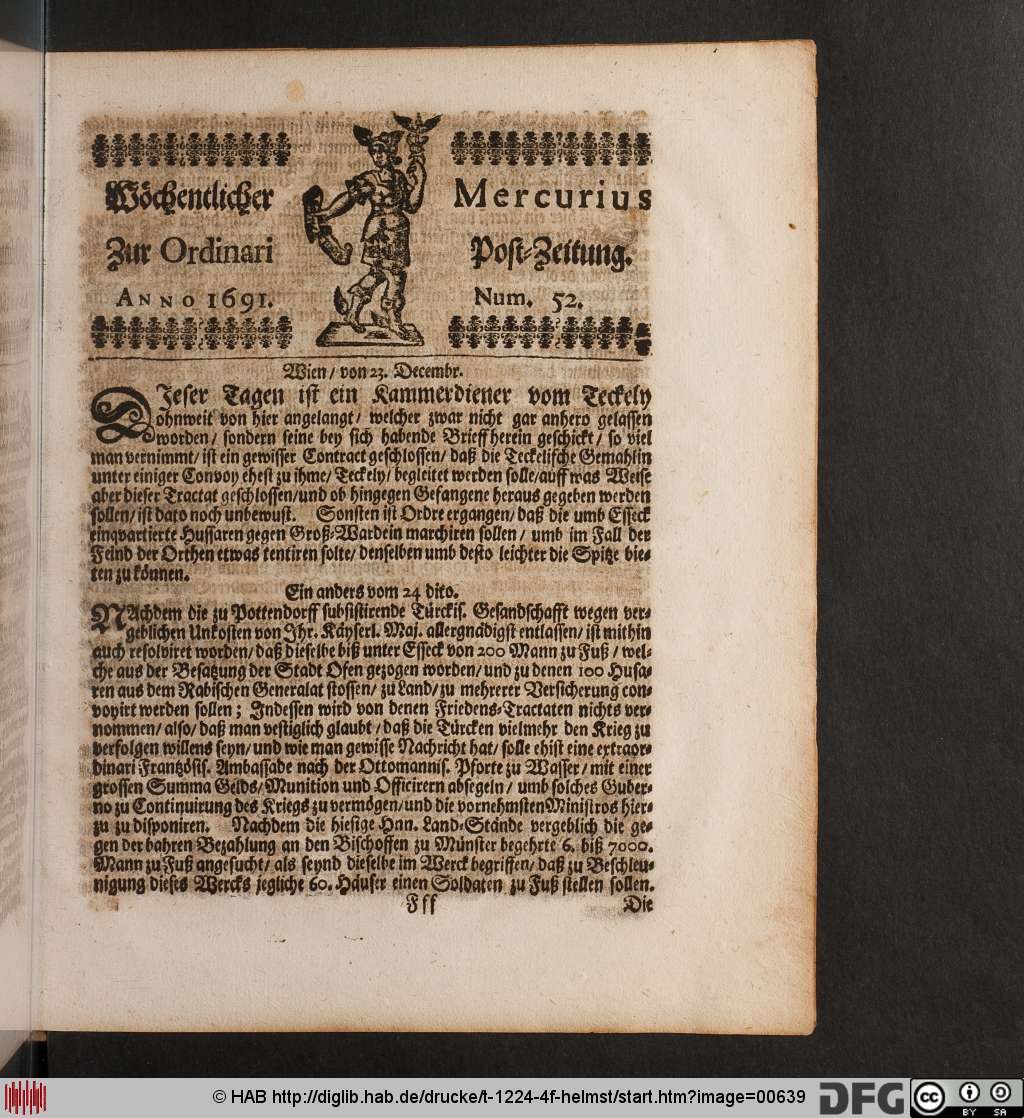 Wöchentlicher Mercurius
Zur Ordinari Post-Zeitung.
ANNO 1691. Num. 52.
Wien / von 23. Decembr.
DIeser Tagen ist ein Kammerdiener vom Teckely
ohnweit von hier angelangt / welcher zwar nicht gar anhero gelassen
worden / sondern seine bey sich habende Brieff herein geschickt / so viel
man vernimmt / ist ein gewisser Contract geschlossen / daß die Teckelische Gemahlin
unter einiger Convoy ehest zu ihme / Teckely / begleitet werden solle / auff was Weise
aber dieser Tractat geschlossen / und ob hingegen Gefangene heraus gegeben werden
sollen / ist dato noch unbewust. Sonsten ist Ordre ergangen / daß die umb Esseck
einqvartierte Hussaren gegen Groß-Wardein marchiren sollen / umb im Fall der
Feind der Orthen etwas tentiren solte / denselben umb desto leichter die Spitze bie-
ten zu können.
Ein anders vom 24 dito.
NAchdem die zu Pottendorff subsistirende Türckis. Gesandschafft wegen ver-
geblichen Unkosten von Ihr. Käyserl. Maj. allergnädigst entlassen / ist mithin
auch resolviret worden / daß dieselbe biß unter Esseck von 200 Mann zu Fuß / wel-
che aus der Besatzung der Stadt Ofen gezogen worden / und zu denen 100 Husa-
ren aus dem Rabischen Generalat stossen / zu Land / zu mehrerer Versicherung con-
voyirt werden sollen ; Indessen wird von denen Friedens-Tractaten nichts ver-
nommen / also / daß man vestiglich glaubt / daß die Türcken vielmehr den Krieg zu
verfolgen willens seyn / und wie man gewisse Nachricht hat / solle ehist eine extraor-
dinari Frantzösis. Ambassade nach der Ottomannis. Pforte zu Wasser / mit einer
grossen Summa Gelds / Munition und Officirern absegeln / umb solches Guber-
no zu Continuirung des Kriegs zu vermögen / und die vornehmsten Ministros hier-
zu zu disponiren. Nachdem die hiesige Hnn. Land-Stände vergeblich die ge-
gen der bahren Bezahlung an den Bischoffen zu Münster begehrte 6. biß 7000.
Mann zu Fuß angesucht / als seynd dieselbe im Werck begriffen / daß zu Beschleu-
nigung dieses Wercks jegliche 60. Häuser einen Soldaten zu Fuß stellen sollen.
Fff Die
© HAB http://diglib.hab.de/drucke/t-1224-4f-helmst/start.htm?image=00639
DFG
cc BY SA